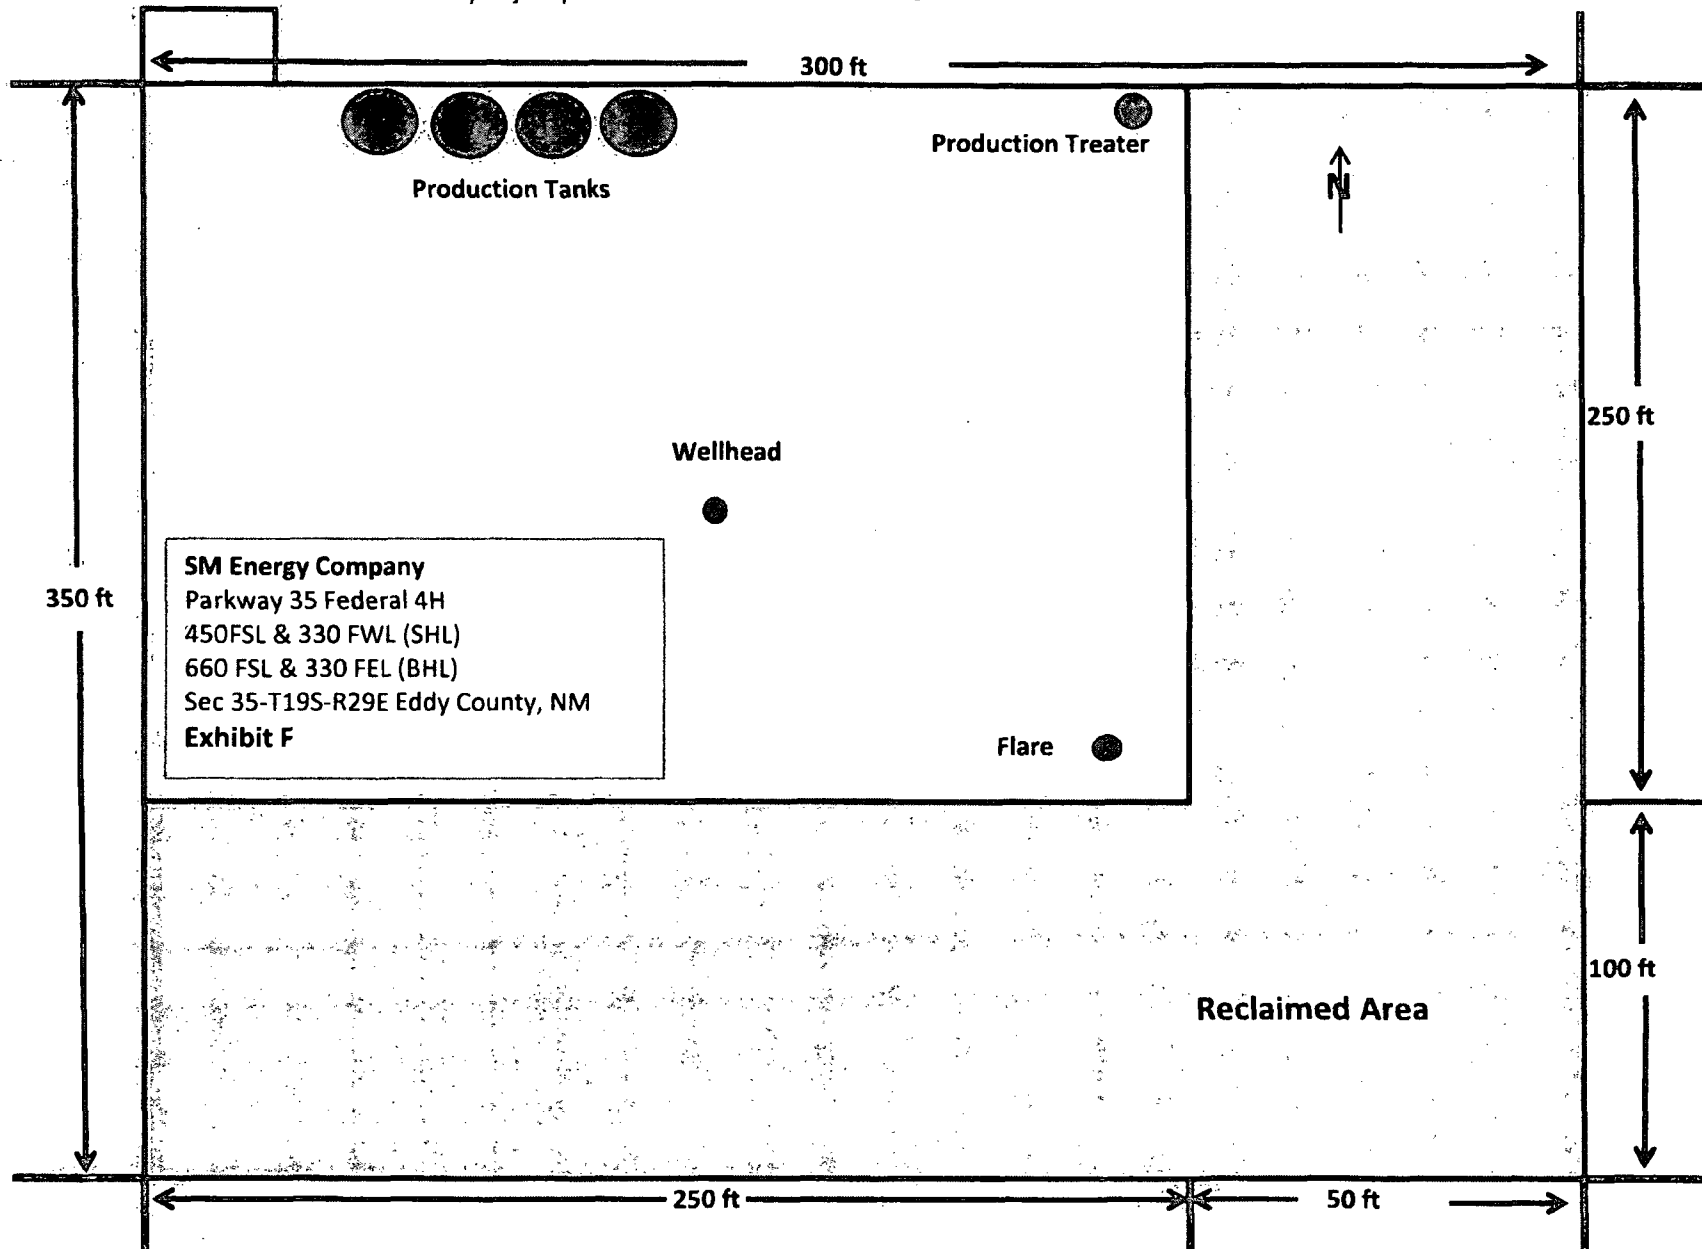 300 ft
Production Treater
Production Tanks
N
250 ft
Wellhead
SM Energy Company
Parkway 35 Federal 4H
450FSL & 330 FWL (SHL)
660 FSL & 330 FEL (BHL)
Sec 35-T19S-R29E Eddy County, NM
Exhibit F
350 ft
Flare
100 ft
Reclaimed Area
250 ft
50 ft